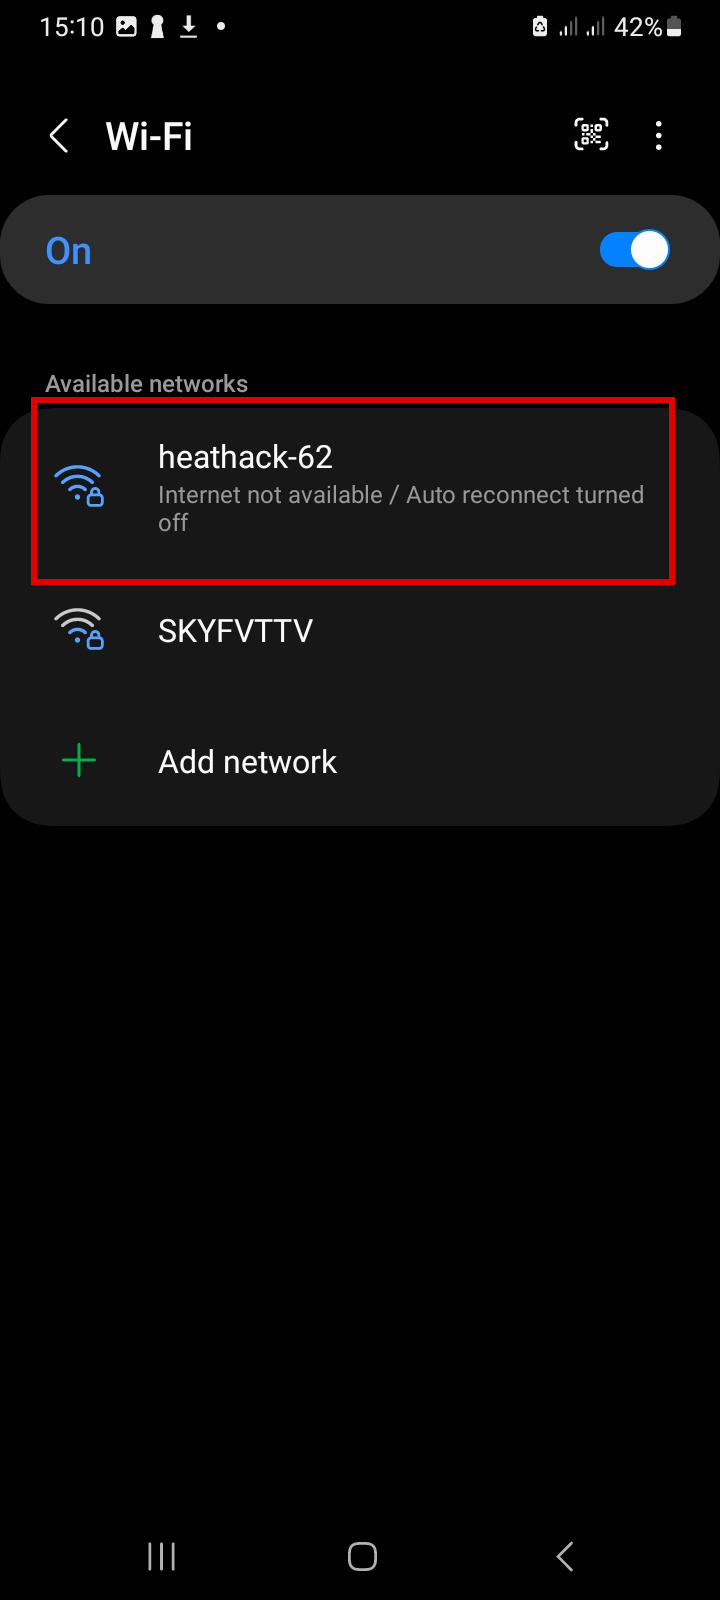 15:10 42%
Wi-Fi
On
Available networks
heathack-62
Internet not available / Auto reconnect turned
off
SKYFVTTV
Add network